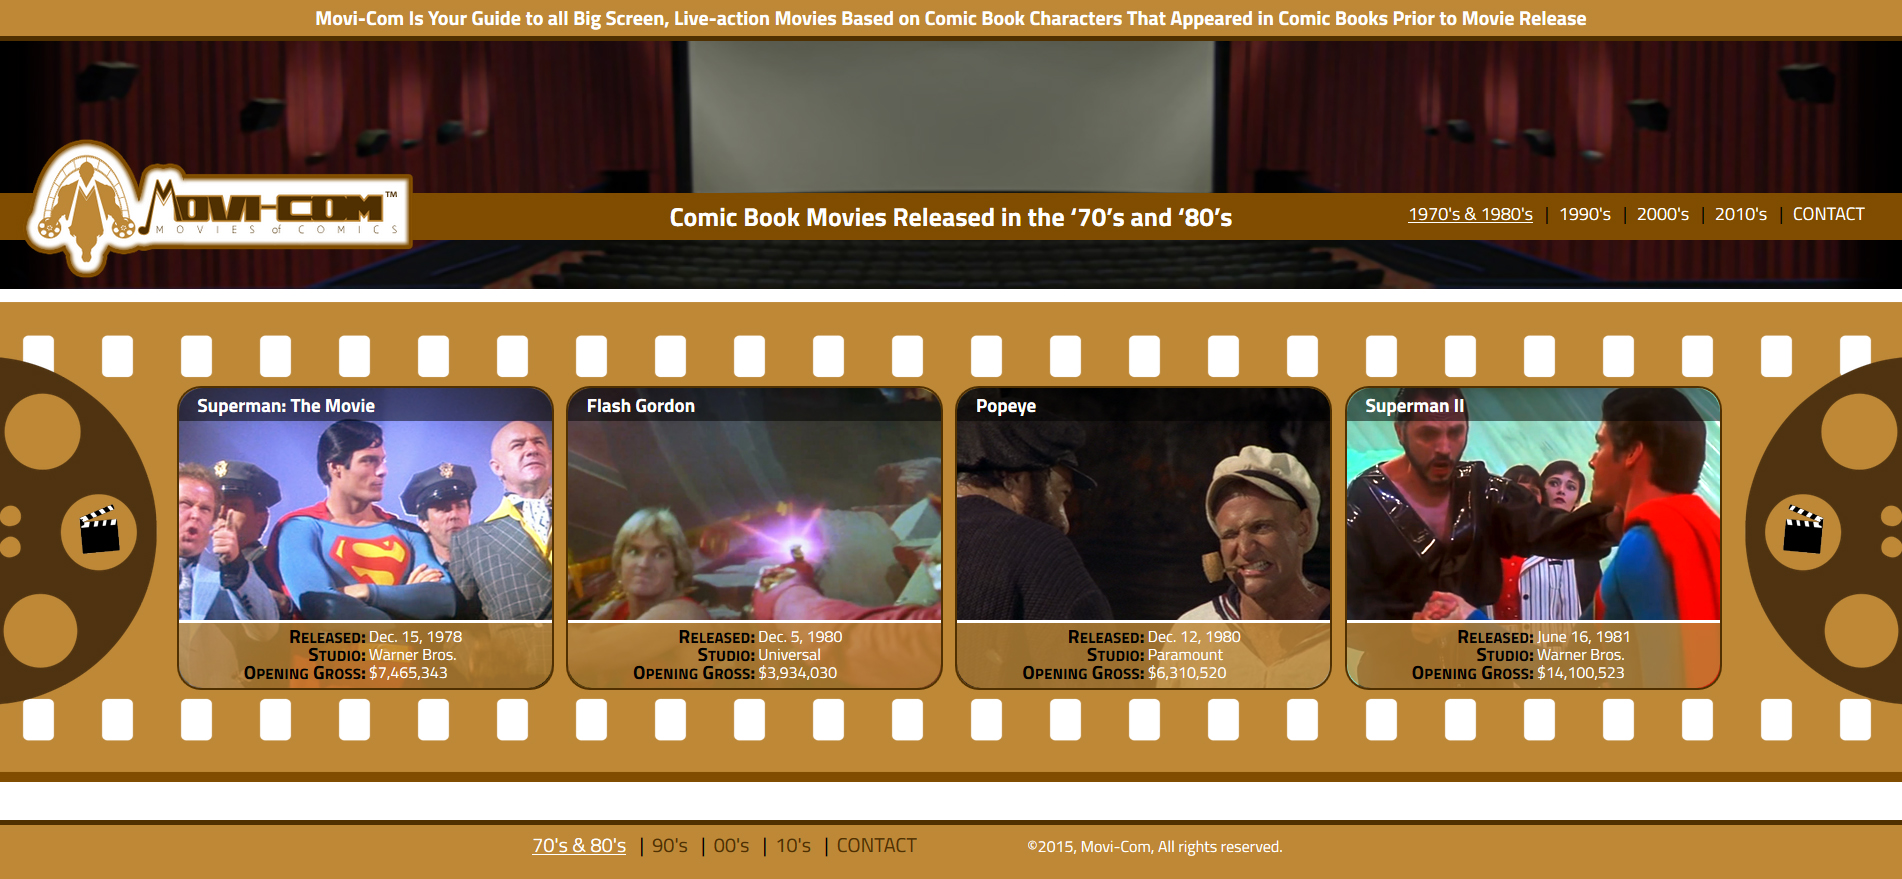 Movi-Com Is Your Guide to all Big Screen, Live-action Movies Based on Comic Book Characters That Appeared in Comic Books Prior to Movie Release
MOVI-COM™
MOVIES of COMICS
Comic Book Movies Released in the ‘70’s and ‘80’s
1970's & 1980's | 1990's | 2000's | 2010's | CONTACT
Superman: The Movie
Released: Dec. 15, 1978
Studio: Warner Bros.
Opening Gross: $7,465,343
Flash Gordon
Released: Dec. 5, 1980
Studio: Universal
Opening Gross: $3,934,030
Popeye
Released: Dec. 12, 1980
Studio: Paramount
Opening Gross: $6,310,520
Superman II
Released: June 16, 1981
Studio: Warner Bros.
Opening Gross: $14,100,523
70's & 80's | 90's | 00's | 10's | CONTACT
©2015, Movi-Com, All rights reserved.